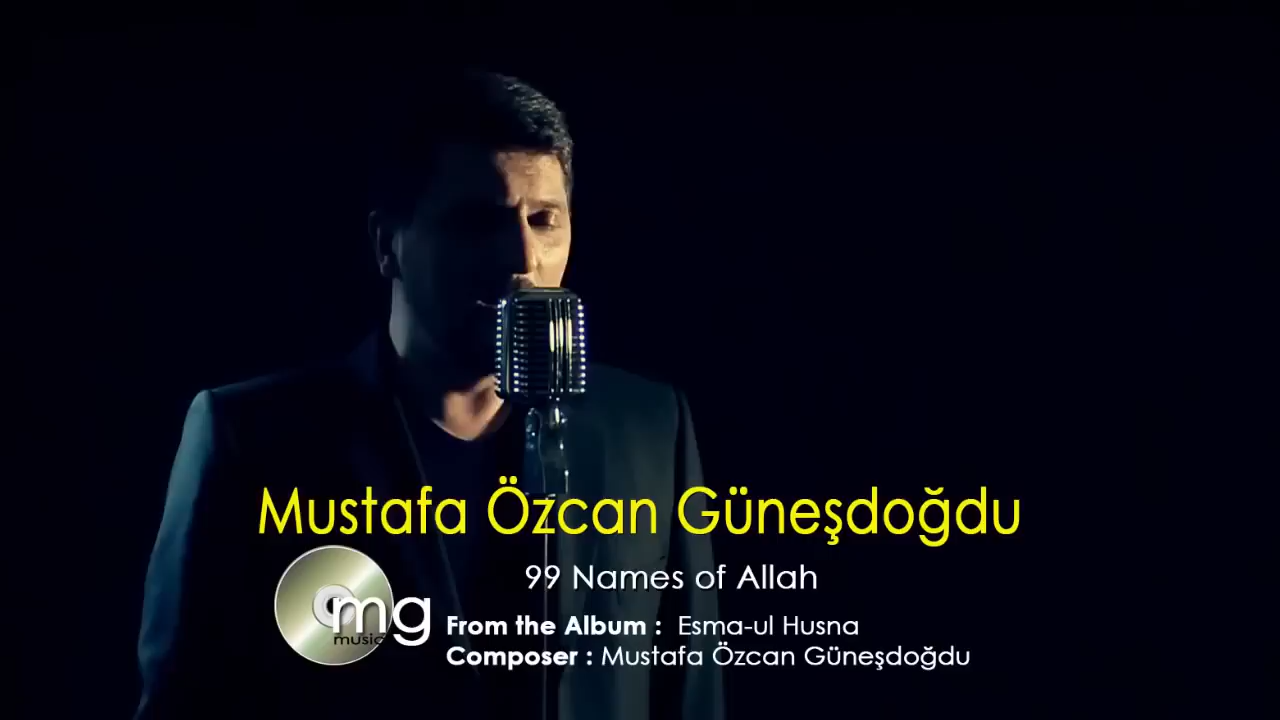 Mustafa Özcan Güneşdoğdu
99 Names of Allah
mg
music
From the Album : Esma-ul Husna
Composer : Mustafa Özcan Güneşdoğdu